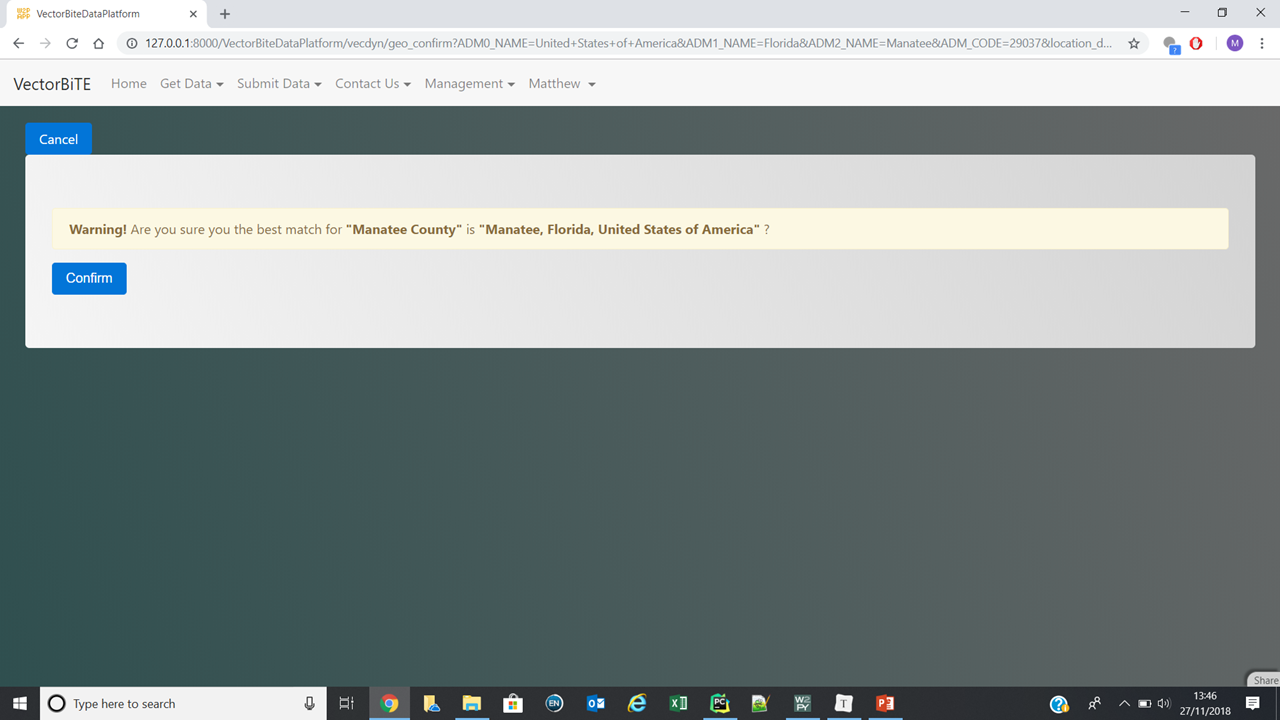 VectorBiteDataPlatform
127.0.0.1:8000/VectorBiteDataPlatform/vecdyn/geo_confirm?ADM0_NAME=United+States+of+America&ADM1_NAME=Florida&ADM2_NAME=Manatee&ADM_CODE=29037&location_d...
M
VectorBiTE Home Get Data Submit Data Contact Us Management Matthew
Cancel
Warning! Are you sure you the best match for "Manatee County" is "Manatee, Florida, United States of America" ?
Confirm
Share
Type here to search
EN
PC
W2
PY
T
P
13:46
27/11/2018